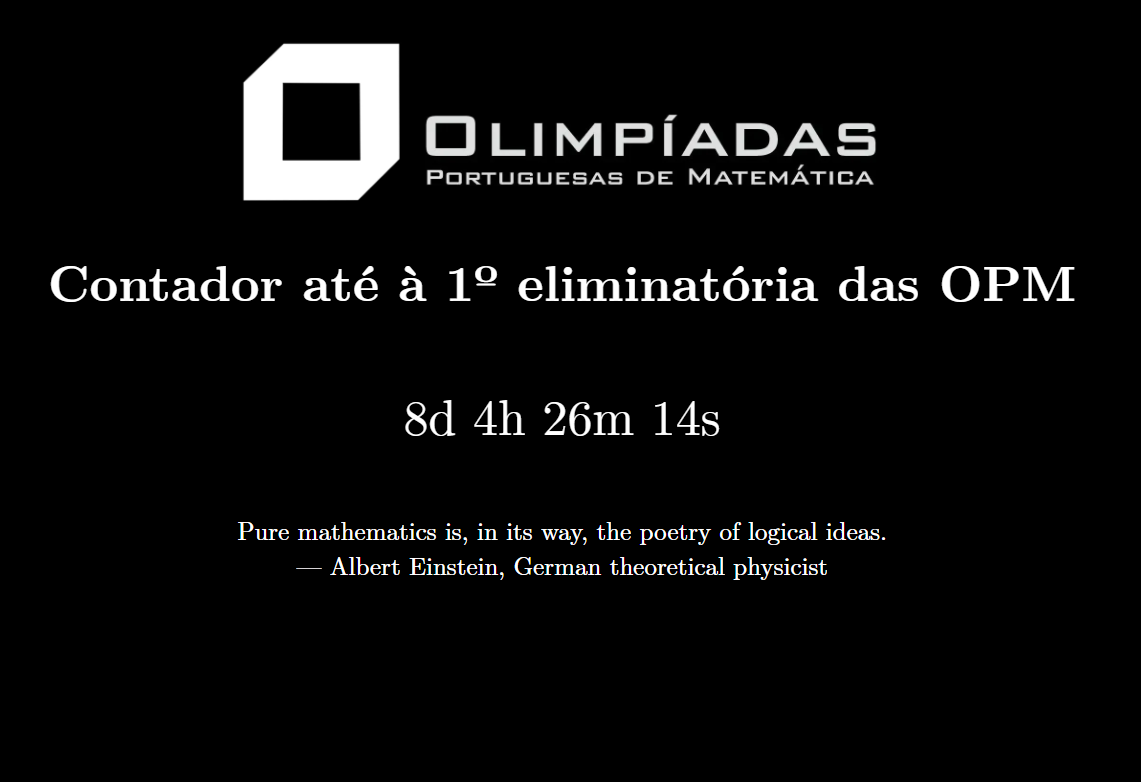 OLIMPÍADAS
PORTUGUESAS DE MATEMÁTICA
Contador até à 1º eliminatória das OPM
8d 4h 26m 14s
Pure mathematics is, in its way, the poetry of logical ideas.
— Albert Einstein, German theoretical physicist